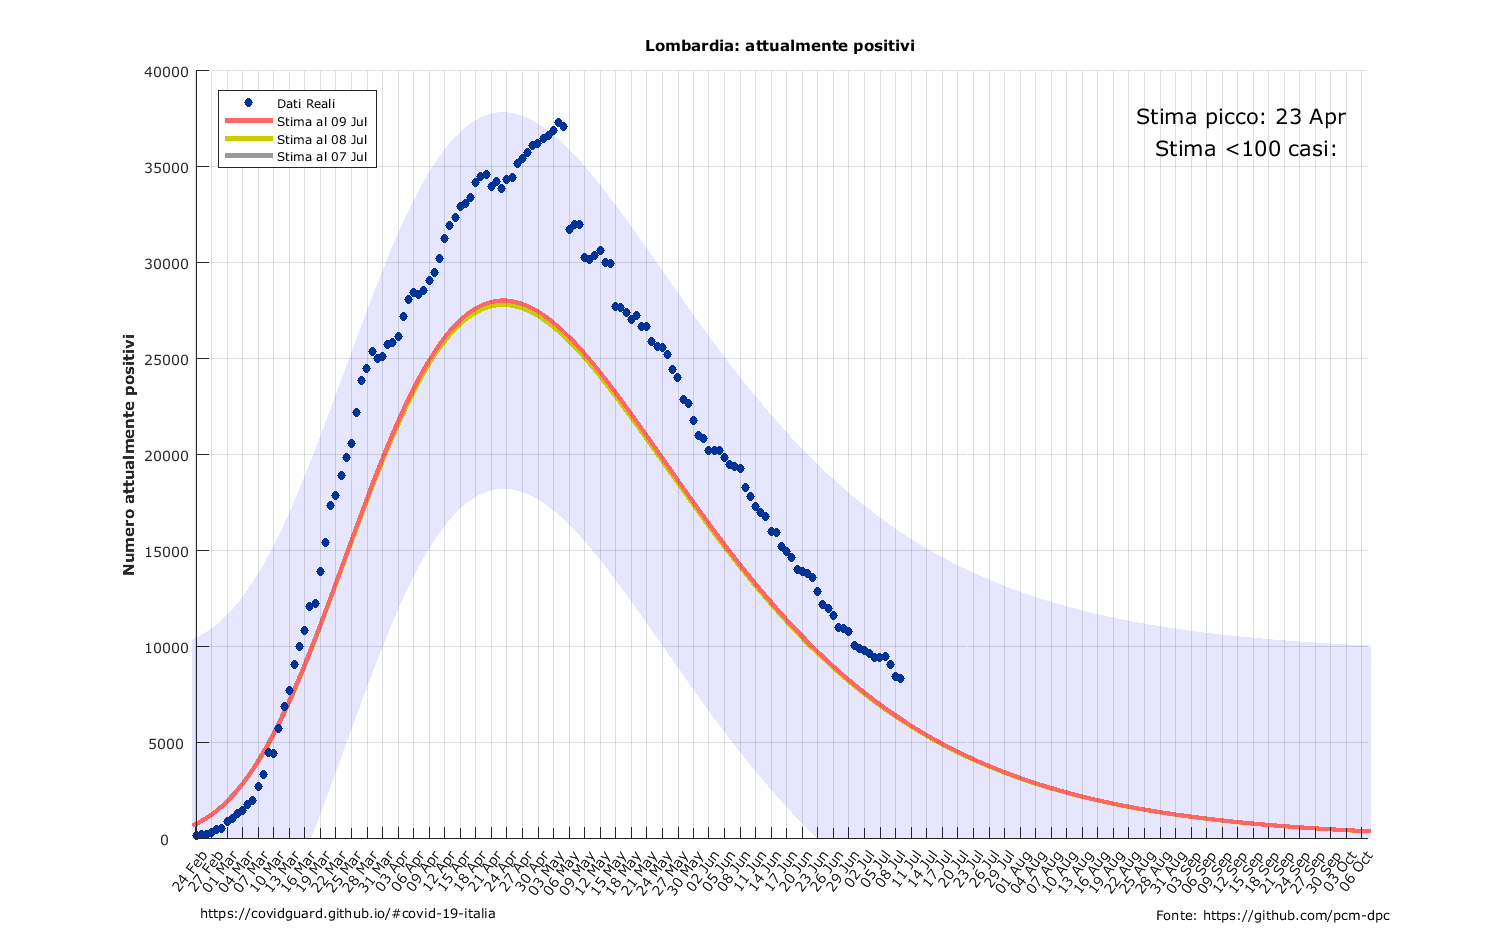 Lombardia: attualmente positivi
40000
35000
30000
25000
20000
15000
10000
5000
0
Numero attualmente positivi
Dati Reali
Stima al 09 Jul
Stima al 08 Jul
Stima al 07 Jul
Stima picco: 23 Apr
Stima <100 casi:
24 Feb
27 Feb
01 Mar
04 Mar
07 Mar
10 Mar
13 Mar
16 Mar
19 Mar
22 Mar
25 Mar
28 Mar
31 Mar
03 Apr
06 Apr
09 Apr
12 Apr
15 Apr
18 Apr
21 Apr
24 Apr
27 Apr
30 Apr
03 May
06 May
09 May
12 May
15 May
18 May
21 May
24 May
27 May
30 May
02 Jun
05 Jun
08 Jun
11 Jun
14 Jun
17 Jun
20 Jun
23 Jun
26 Jun
29 Jun
02 Jul
05 Jul
08 Jul
11 Jul
14 Jul
17 Jul
20 Jul
23 Jul
26 Jul
29 Jul
01 Aug
04 Aug
07 Aug
10 Aug
13 Aug
16 Aug
19 Aug
22 Aug
25 Aug
28 Aug
31 Aug
03 Sep
06 Sep
09 Sep
12 Sep
15 Sep
18 Sep
21 Sep
24 Sep
27 Sep
30 Sep
03 Oct
06 Oct
https://covidguard.github.io/#covid-19-italia
Fonte: https://github.com/pcm-dpc